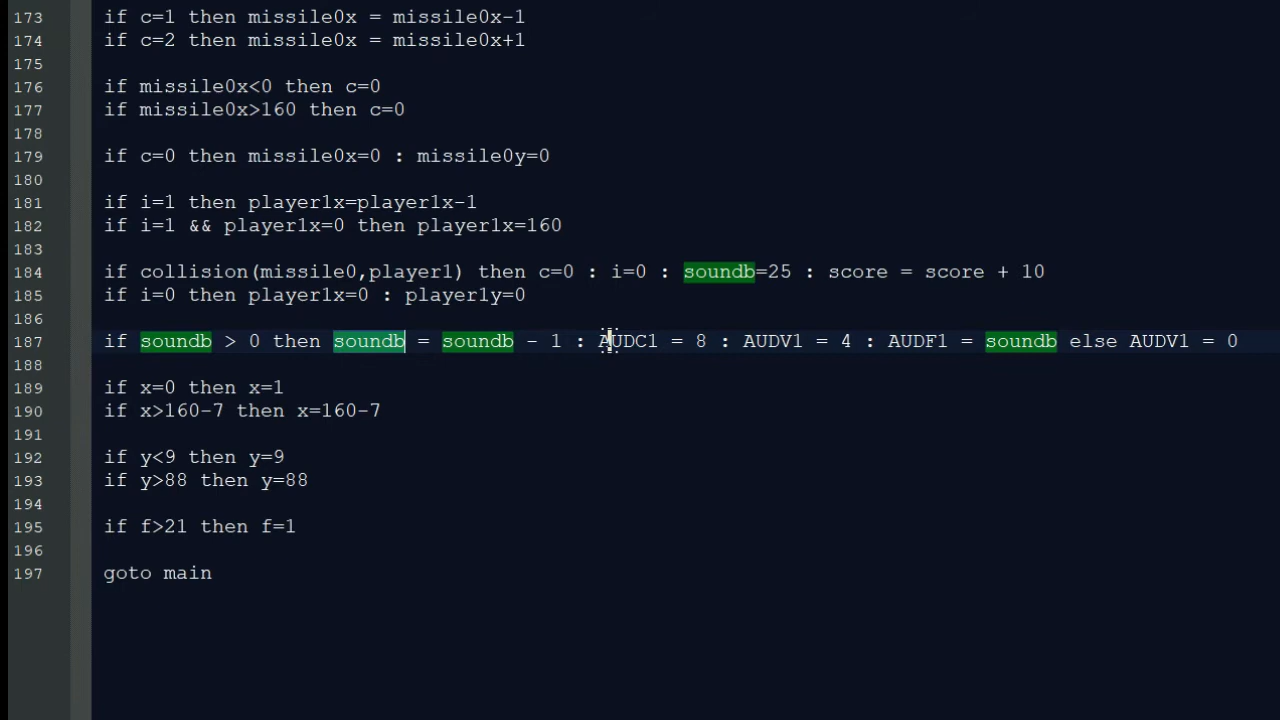 173 if c=1 then missile0x = missile0x-1
174 if c=2 then missile0x = missile0x+1
175
176 if missile0x<0 then c=0
177 if missile0x>160 then c=0
178
179 if c=0 then missile0x=0 : missile0y=0
180
181 if i=1 then player1x=player1x-1
182 if i=1 && player1x=0 then player1x=160
183
184 if collision(missile0,player1) then c=0 : i=0 : soundb=25 : score = score + 10
185 if i=0 then player1x=0 : player1y=0
186
187 if soundb > 0 then soundb = soundb - 1 : AUDC1 = 8 : AUDV1 = 4 : AUDF1 = soundb else AUDV1 = 0
188
189 if x=0 then x=1
190 if x>160-7 then x=160-7
191
192 if y<9 then y=9
193 if y>88 then y=88
194
195 if f>21 then f=1
196
197 goto main